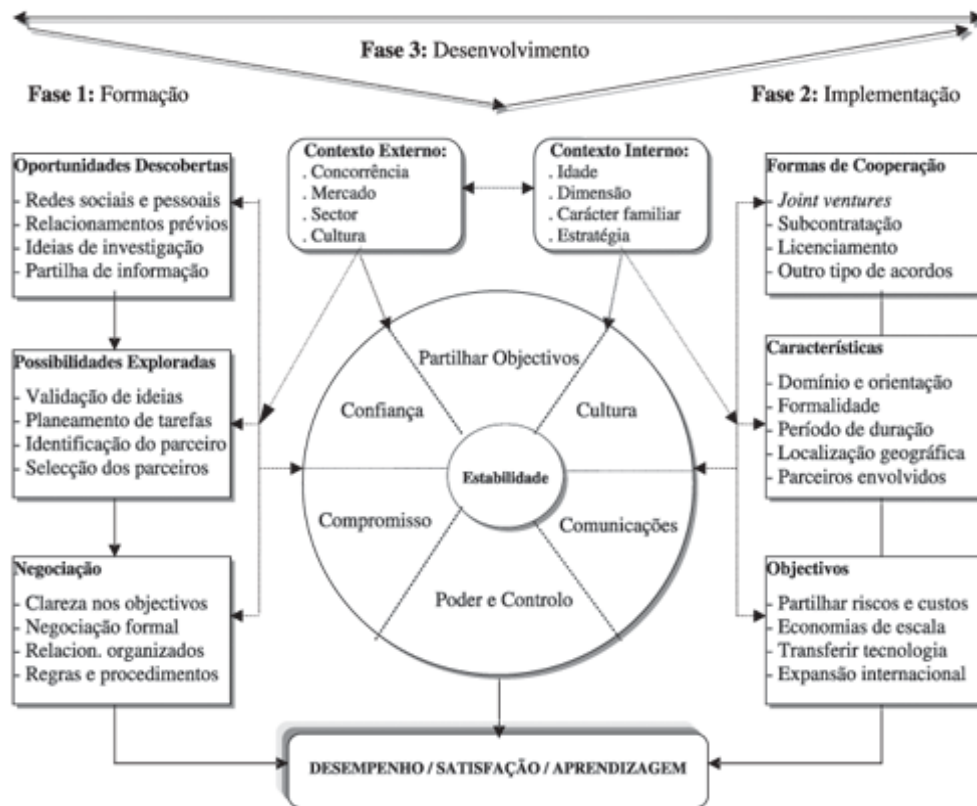 Fase 3: Desenvolvimento
Fase 1: Formação
Fase 2: Implementação
Oportunidades Descobertas
- Redes sociais e pessoais
- Relacionamentos prévios
- Ideias de investigação
- Partilha de informação
Contexto Externo:
. Concorrência
. Mercado
. Sector
. Cultura
Contexto Interno:
. Idade
. Dimensão
. Carácter familiar
. Estratégia
Formas de Cooperação
- Joint ventures
- Subcontratação
- Licenciamento
- Outro tipo de acordos
Possibilidades Exploradas
- Validação de ideias
- Planeamento de tarefas
- Identificação do parceiro
- Selecção dos parceiros
Partilhar Objectivos
Confiança
Cultura
Estabilidade
Compromisso
Comunicações
Poder e Controlo
Características
- Domínio e orientação
- Formalidade
- Período de duração
- Localização geográfica
- Parceiros envolvidos
Negociação
- Clareza nos objectivos
- Negociação formal
- Relacion. organizados
- Regras e procedimentos
Objectivos
- Partilhar riscos e custos
- Economias de escala
- Transferir tecnologia
- Expansão internacional
DESEMPENHO / SATISFAÇÃO / APRENDIZAGEM